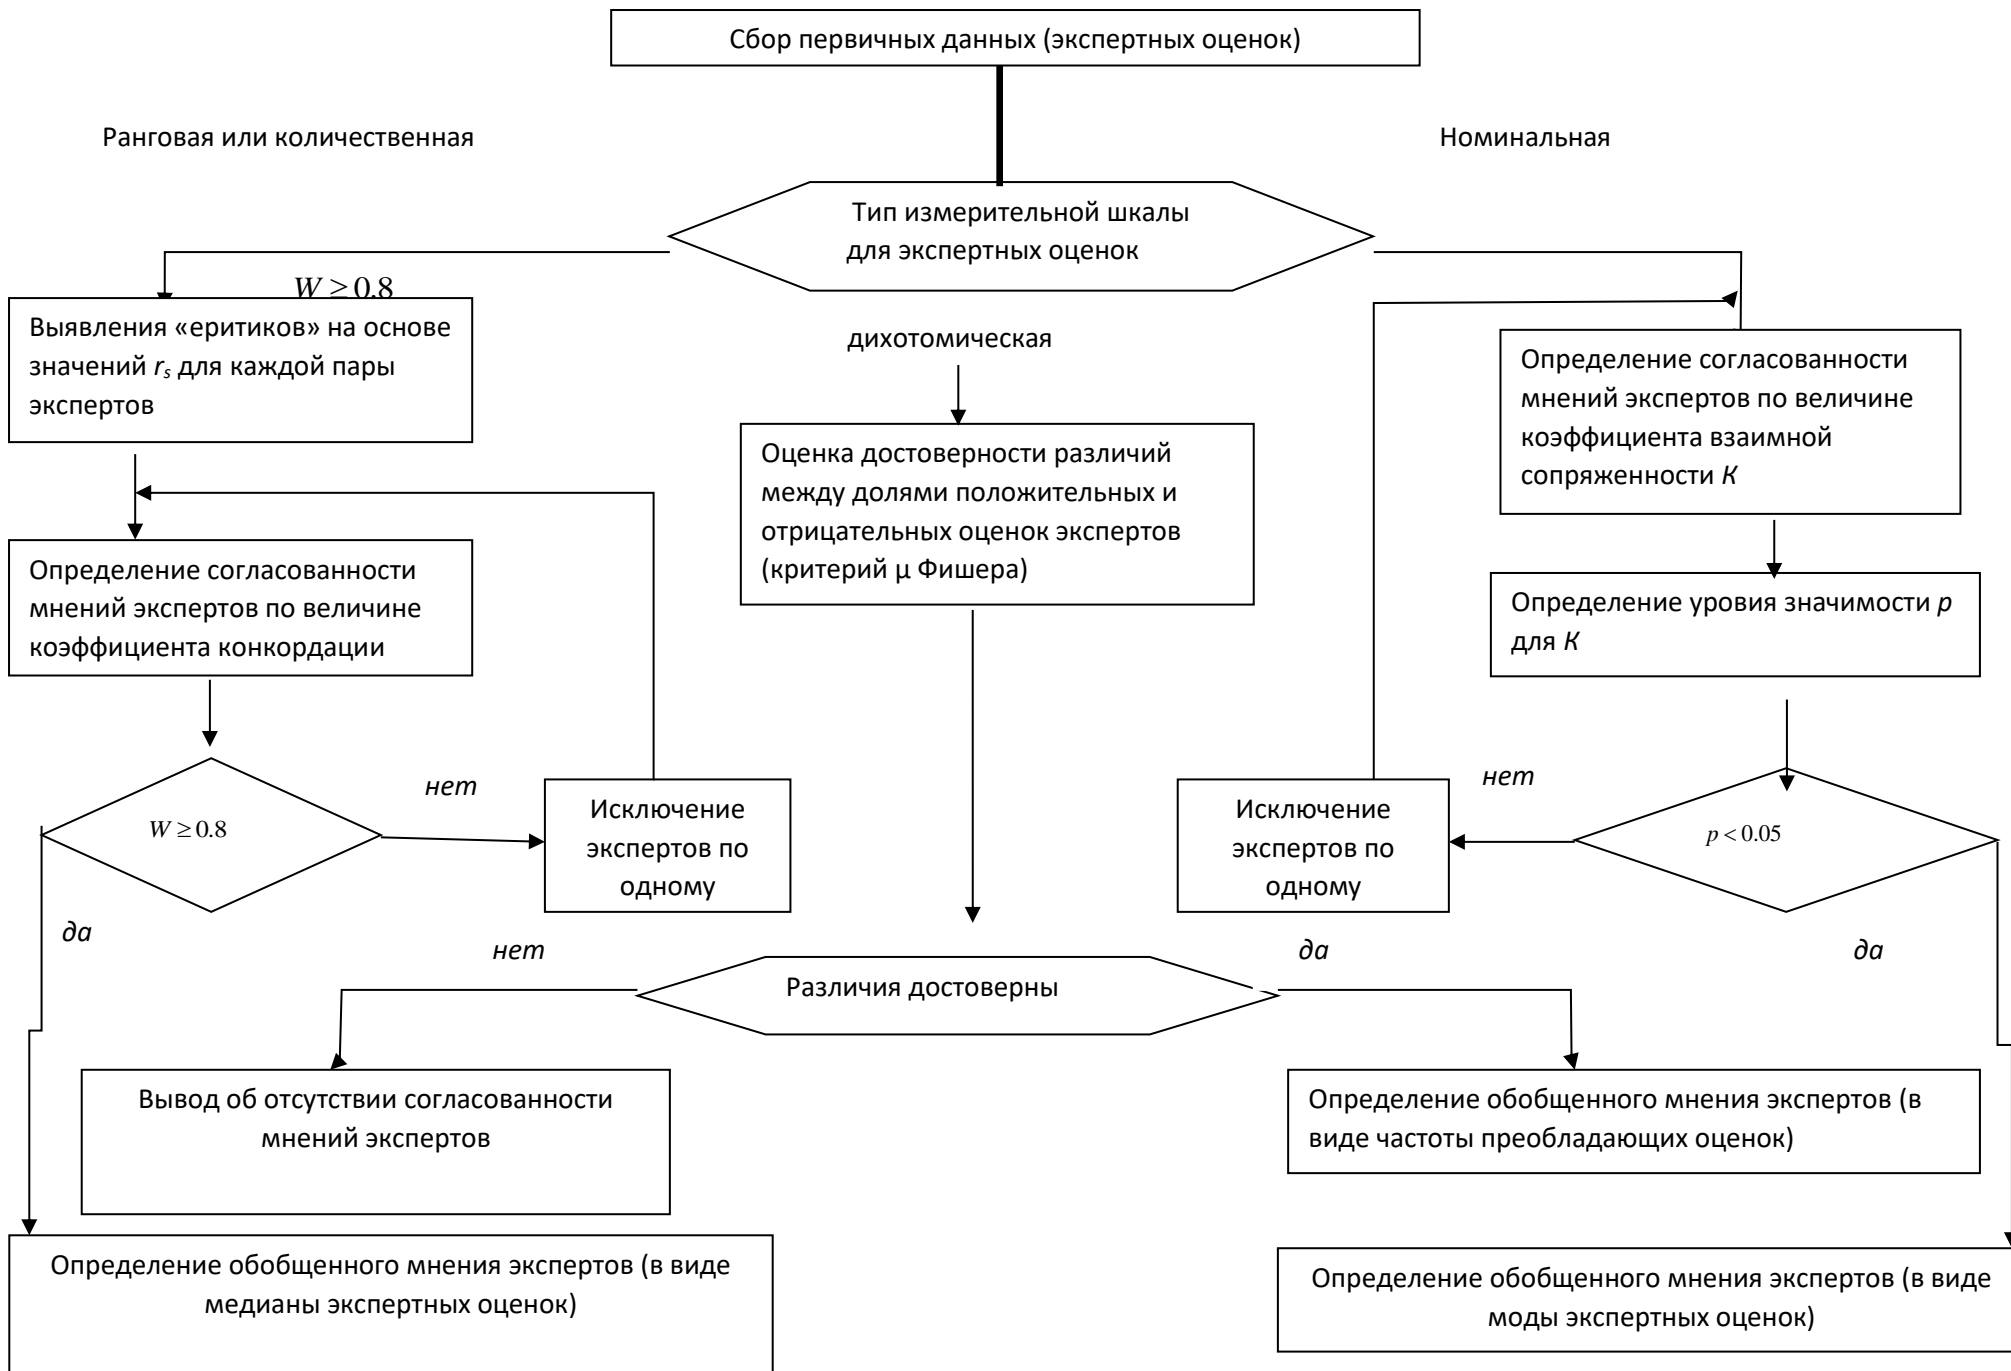 Сбор первичных данных (экспертных оценок)
Ранговая или количественная
Номинальная
Тип измерительной шкалы
для экспертных оценок
W ≥ 0.8
Выявления «еритиков» на основе
значений rs для каждой пары
экспертов
дихотомическая
Определение согласованности
мнений экспертов по величине
коэффициента взаимной
сопряженности К
Оценка достоверности различий
между долями положительных и
отрицательных оценок экспертов
(критерий μ Фишера)
Определение согласованности
мнений экспертов по величине
коэффициента конкордации
Определение уровия значимости р
для К
W ≥ 0.8
нет
Исключение
экспертов по
одному
Исключение
экспертов по
одному
нет
p < 0.05
да
нет
да
да
Различия достоверны
Вывод об отсутствии согласованности
мнений экспертов
Определение обобщенного мнения экспертов (в
виде частоты преобладающих оценок)
Определение обобщенного мнения экспертов (в виде
медианы экспертных оценок)
Определение обобщенного мнения экспертов (в виде
моды экспертных оценок)